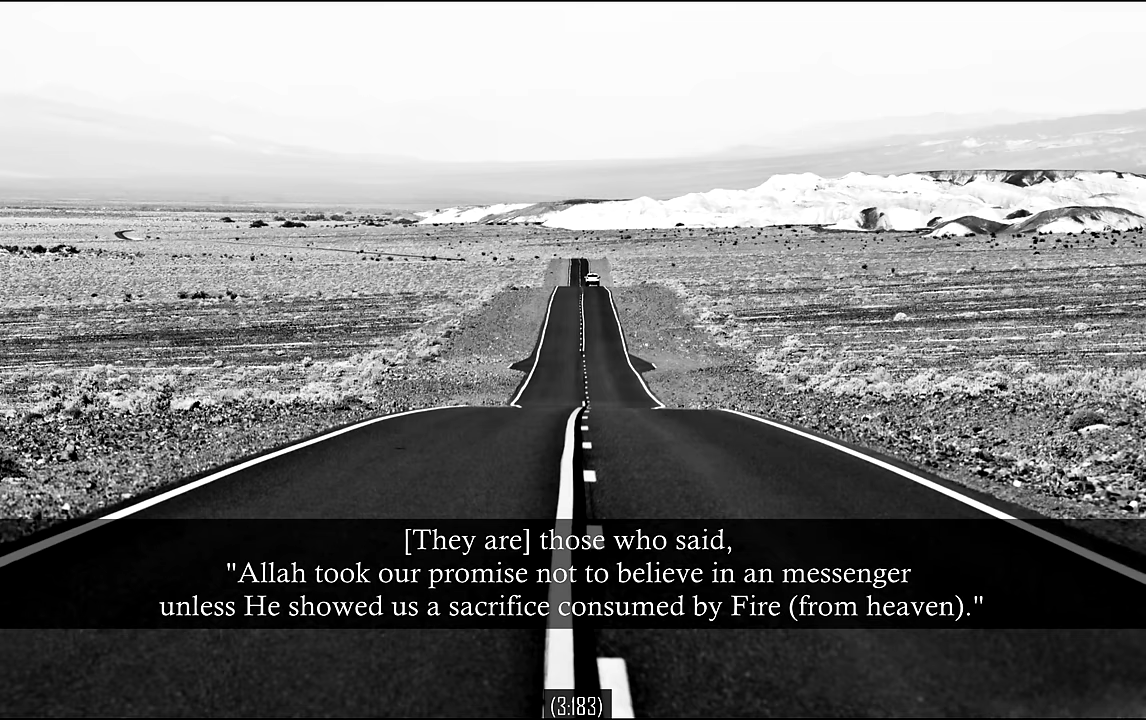 [They are] those who said,
"Allah took our promise not to believe in an messenger
unless He showed us a sacrifice consumed by Fire (from heaven)."
(3:183)